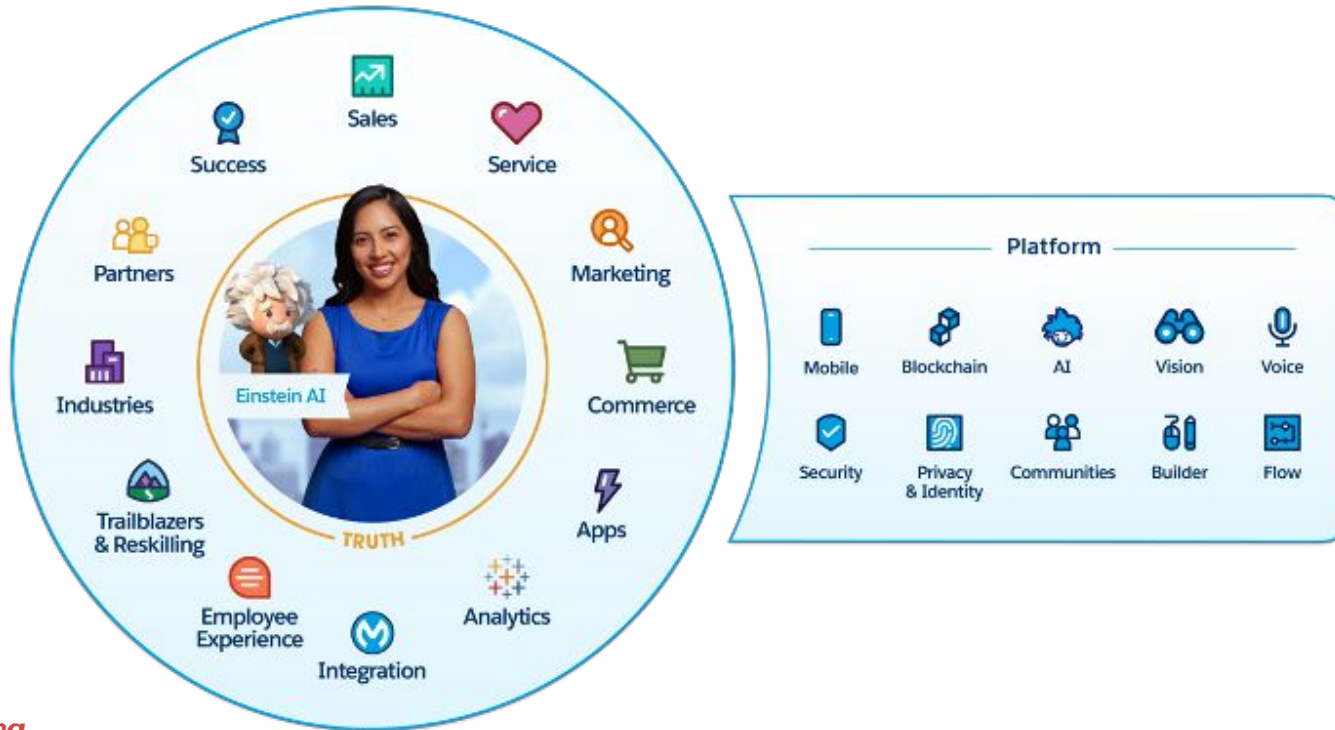 Sales
Success
Service
Partners
Marketing
Einstein AI
Industries
Commerce
Trailblazers
& Reskilling
Apps
TRUTH
Employee
Experience
Analytics
Integration
Platform
Mobile
Blockchain
AI
Vision
Voice
Security
Privacy
& Identity
Communities
Builder
Flow